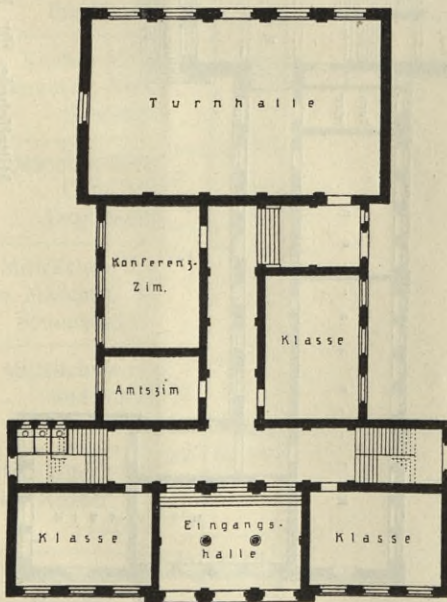 Turnhalle
Konferenz-
Zim.
Klasse
Amtszim
Klasse
Eingangs-
halle
Klasse